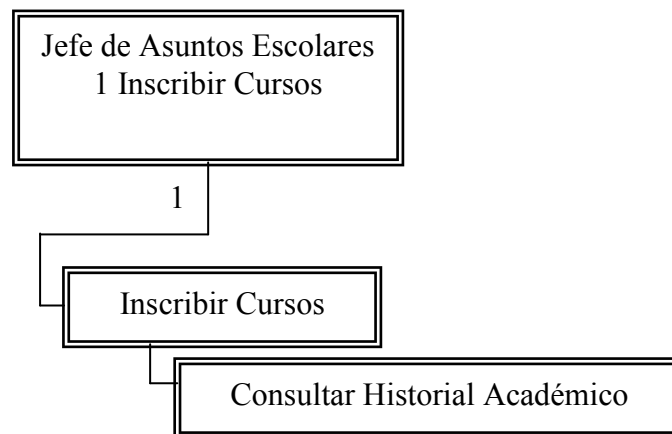 Jefe de Asuntos Escolares
1 Inscribir Cursos
1
Inscribir Cursos
Consultar Historial Académico